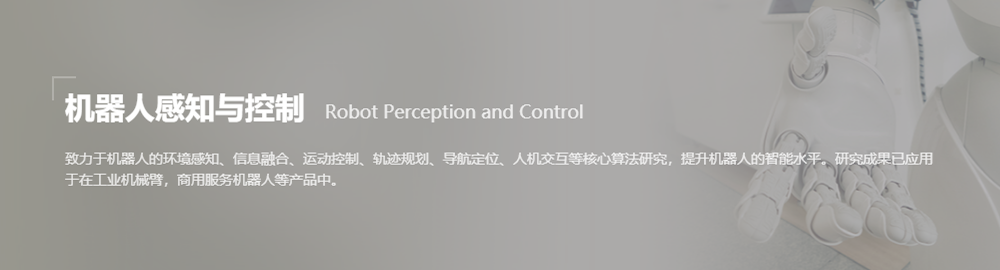 机器人感知与控制 Robot Perception and Control
致力于机器人的环境感知、信息融合、运动控制、轨迹规划、导航定位、人机交互等核心算法研究，提升机器人的智能水平。研究成果已应用
于在工业机械臂，商用服务机器人等产品中。